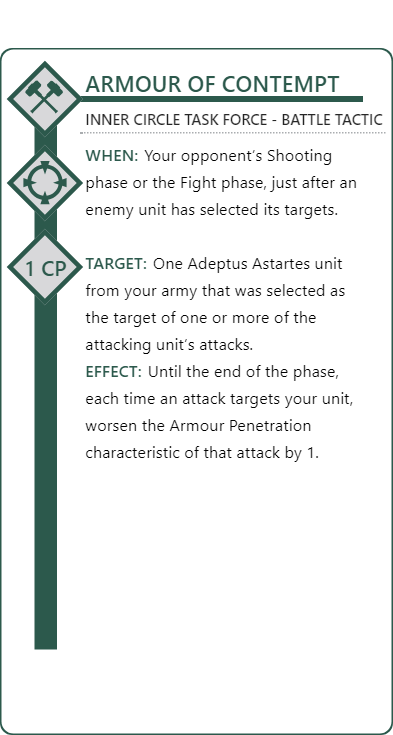 ARMOUR OF CONTEMPT
INNER CIRCLE TASK FORCE - BATTLE TACTIC
WHEN: Your opponent's Shooting
phase or the Fight phase, just after an
enemy unit has selected its targets.
1 CP
TARGET: One Adeptus Astartes unit
from your army that was selected as
the target of one or more of the
attacking unit's attacks.
EFFECT: Until the end of the phase,
each time an attack targets your unit,
worsen the Armour Penetration
characteristic of that attack by 1.